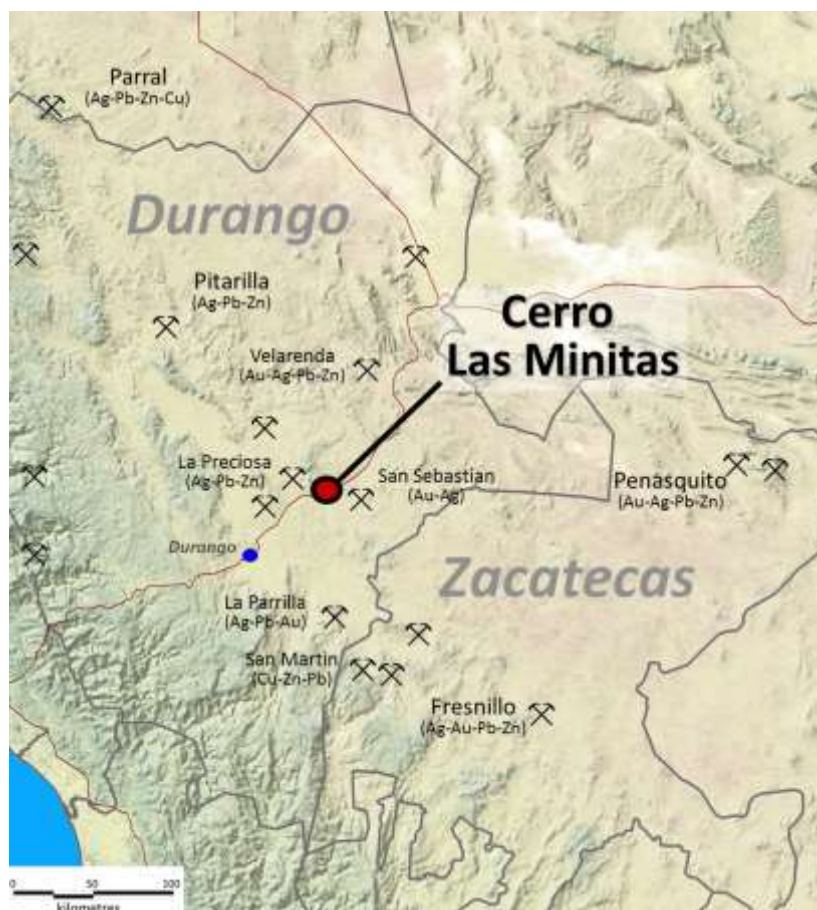 Parral
(Ag-Pb-Zn-Cu)
Durango
Pitarilla
(Ag-Pb-Zn)
Cerro
Las Minitas
Velarenda
(Au-Ag-Pb-Zn)
La Preciosa
(Ag-Pb-Zn)
San Sebastian
(Au-Ag)
Penasquito
(Au-Ag-Pb-Zn)
Durango
Zacatecas
La Parrilla
(Ag-Pb-Au)
San Martin
(Cu-Zn-Pb)
Fresnillo
(Ag-Au-Pb-Zn)
0 50 100
kilometres